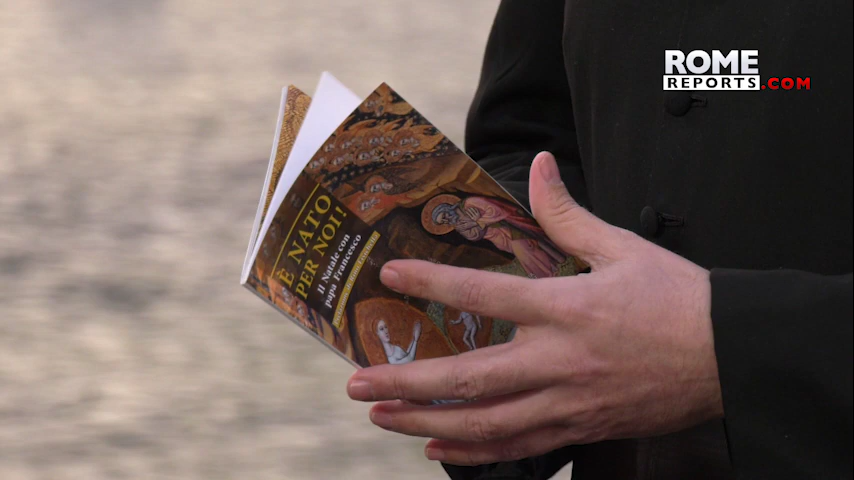 ROME
REPORTS.COM
È NATO
PER NOI!
Il Natale con
papa Francesco